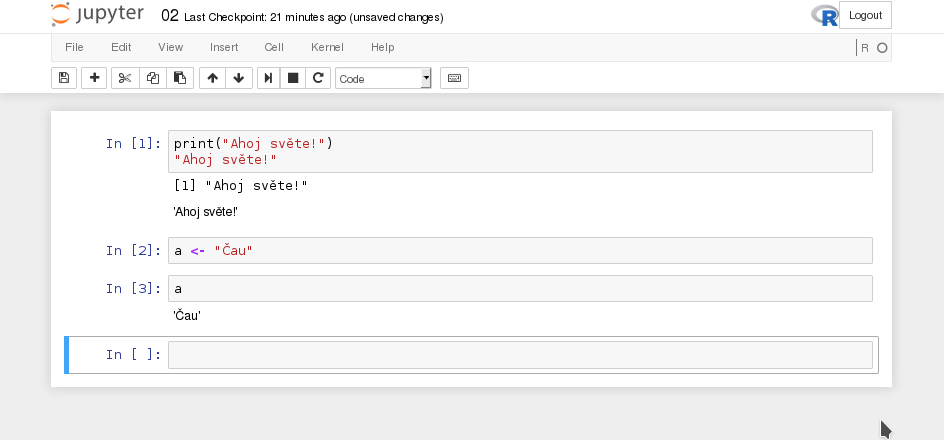 jupyter 02 Last Checkpoint: 21 minutes ago (unsaved changes) R Logout
File Edit View Insert Cell Kernel Help R
Code
In [1]: print("Ahoj světe!")
"Ahoj světe!"
[1] "Ahoj světe!"
'Ahoj světe!'
In [2]: a <- "Čau"
In [3]: a
'Čau'
In [ ]: